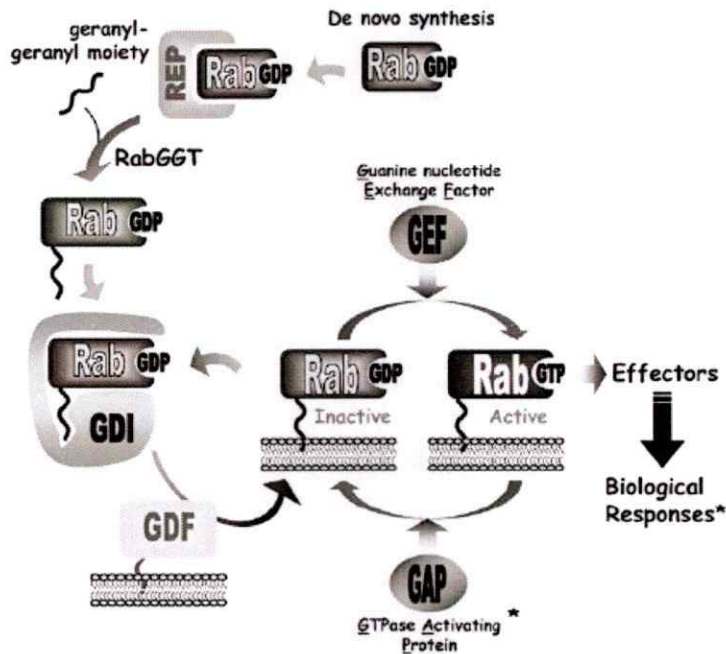 De novo synthesis
geranyl-
geranyl moiety
REP
Rab GDP
Rab GDP
RabGGT
Rab GDP
Guanine nucleotide
Exchange Factor
GEF
Rab GDP
GDI
Rab GDP
Inactive
Rab GTP
Active
Effectors
Biological
Responses*
GDF
GAP
GTPase Activating *
Protein